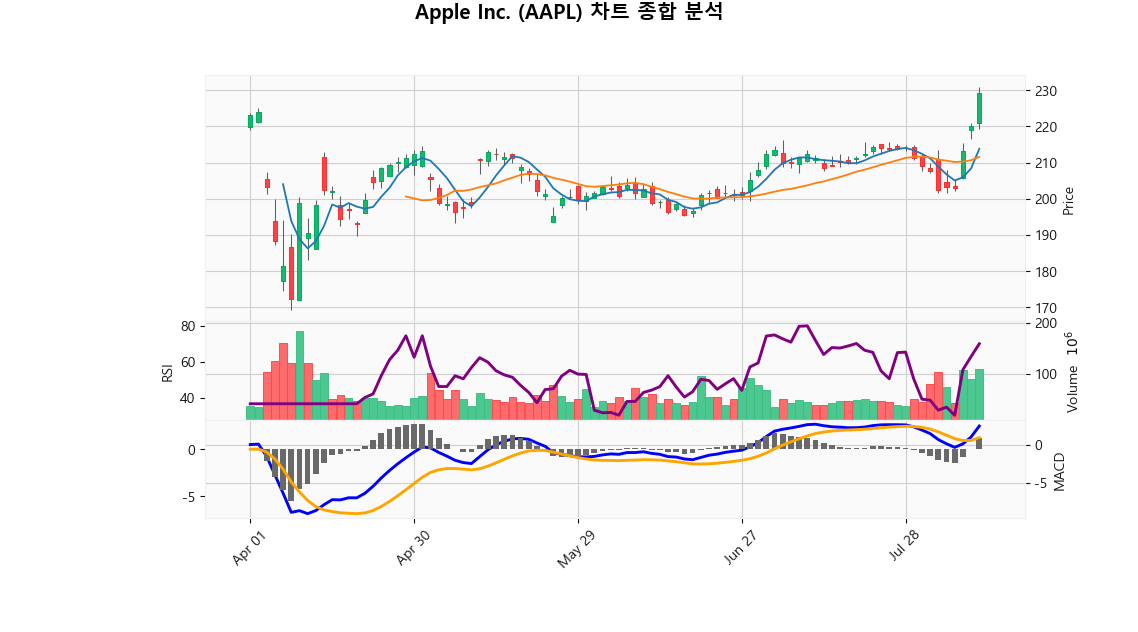 Apple Inc. (AAPL) 차트 종합 분석
230
220
210
200
190
180
170
Price
80
60
40
RSI
200
100
Volume 10^6
0
-5
0
-5
MACD
Apr 01
Apr 30
May 29
Jun 27
Jul 28